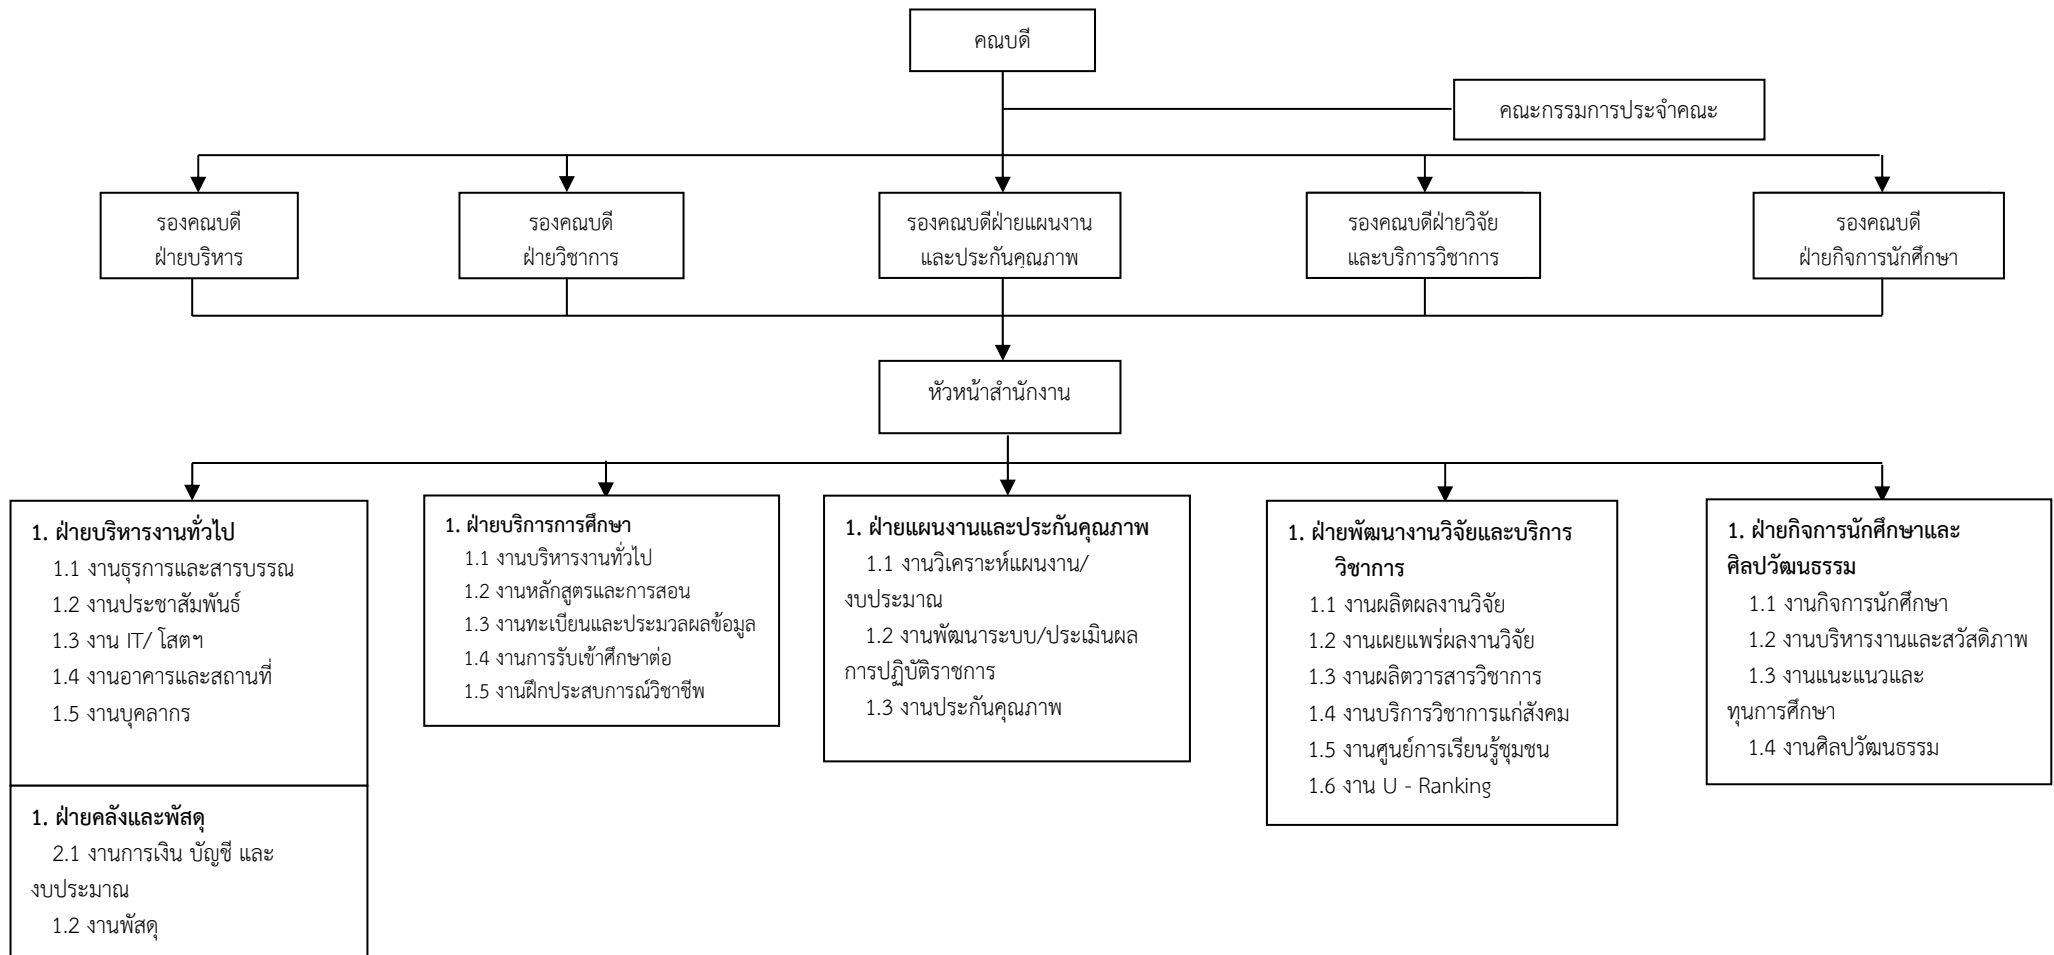 คณบดี
คณะกรรมการประจำคณะ
รองคณบดี
ฝ่ายบริหาร
รองคณบดี
ฝ่ายวิชาการ
รองคณบดีฝ่ายแผนงาน
และประกันคุณภาพ
รองคณบดีฝ่ายวิจัย
และบริการวิชาการ
รองคณบดี
ฝ่ายกิจการนักศึกษา
หัวหน้าสำนักงาน
1. ฝ่ายบริหารงานทั่วไป
1.1 งานธุรการและสารบรรณ
1.2 งานประชาสัมพันธ์
1.3 งาน IT/ โสตฯ
1.4 งานอาคารและสถานที่
1.5 งานบุคลากร
1. ฝ่ายคลังและพัสดุ
2.1 งานการเงิน บัญชี และ
งบประมาณ
1.2 งานพัสดุ
1. ฝ่ายบริการการศึกษา
1.1 งานบริหารงานทั่วไป
1.2 งานหลักสูตรและการสอน
1.3 งานทะเบียนและประมวลผลข้อมูล
1.4 งานการรับเข้าศึกษาต่อ
1.5 งานฝึกประสบการณ์วิชาชีพ
1. ฝ่ายแผนงานและประกันคุณภาพ
1.1 งานวิเคราะห์แผนงาน/
งบประมาณ
1.2 งานพัฒนาระบบ/ประเมินผล
การปฏิบัติราชการ
1.3 งานประกันคุณภาพ
1. ฝ่ายพัฒนางานวิจัยและบริการ
วิชาการ
1.1 งานผลิตผลงานวิจัย
1.2 งานเผยแพร่ผลงานวิจัย
1.3 งานผลิตวารสารวิชาการ
1.4 งานบริการวิชาการแก่สังคม
1.5 งานศูนย์การเรียนรู้ชุมชน
1.6 งาน U - Ranking
1. ฝ่ายกิจการนักศึกษาและ
ศิลปวัฒนธรรม
1.1 งานกิจการนักศึกษา
1.2 งานบริหารงานและสวัสดิภาพ
1.3 งานแนะแนวและ
ทุนการศึกษา
1.4 งานศิลปวัฒนธรรม